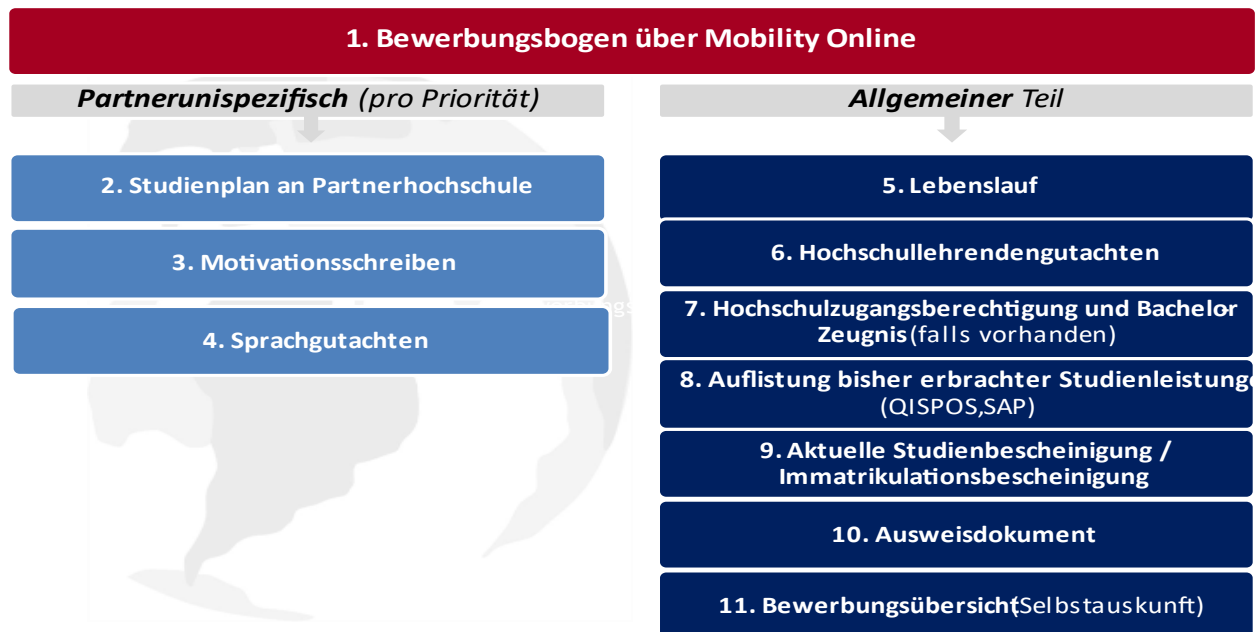 1. Bewerbungsbogen über Mobility Online
Partnerunispezifisch (pro Priorität)
2. Studienplan an Partnerhochschule
3. Motivationsschreiben
4. Sprachgutachten
Allgemeiner Teil
5. Lebenslauf
6. Hochschullehrendengutachten
7. Hochschulzugangsberechtigung und Bachelor-
Zeugnis(falls vorhanden)
8. Auflistung bisher erbrachter Studienleistunge
(QISPOS,SAP)
9. Aktuelle Studienbescheinigung /
Immatrikulationsbescheinigung
10. Ausweisdokument
11. Bewerbungsübersicht(Selbstauskunft)